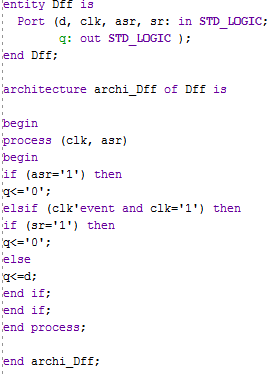 entity Dff is
Port (d, clk, asr, sr: in STD_LOGIC;
q: out STD_LOGIC );
end Dff;
architecture archi_Dff of Dff is
begin
process (clk, asr)
begin
if (asr='1') then
q<='0';
elsif (clk'event and clk='1') then
if (sr='1') then
q<='0';
else
q<=d;
end if;
end if;
end process;
end archi_Dff;